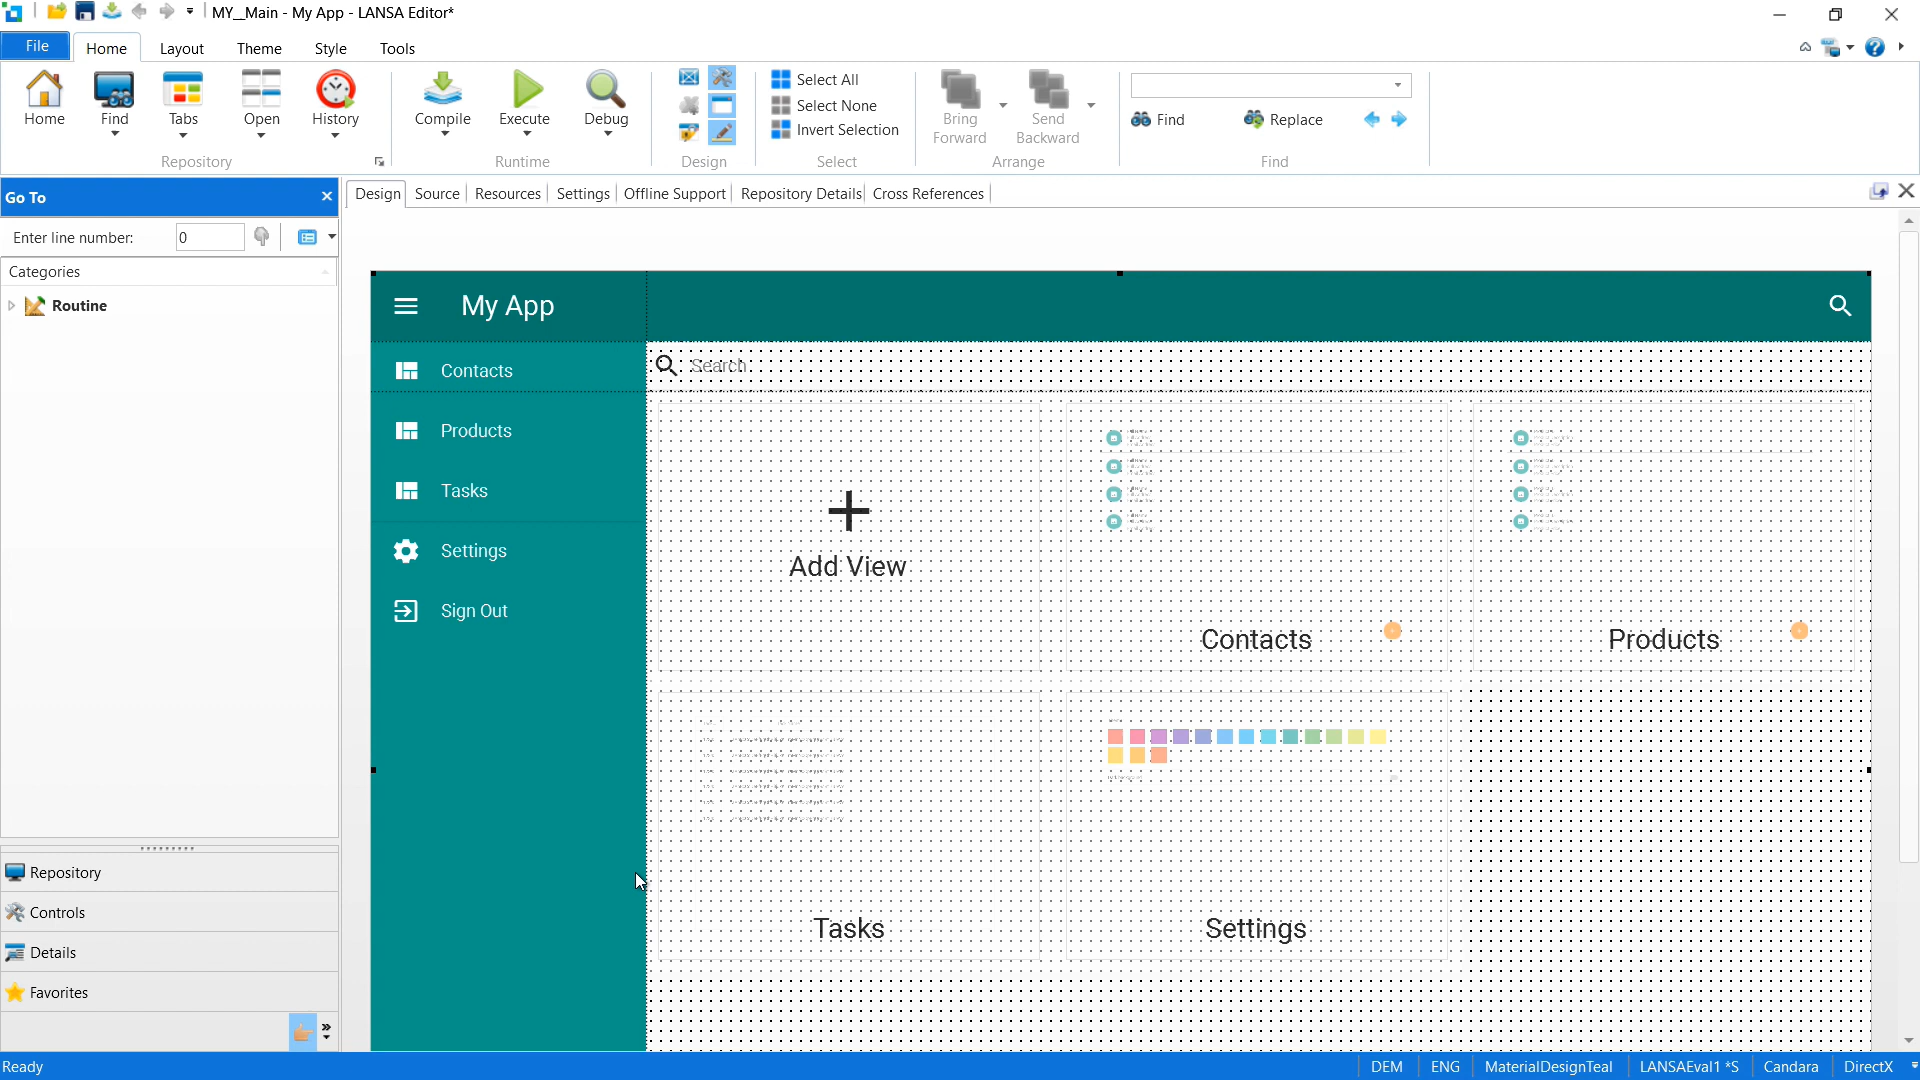 MY_Main - My App - LANSA Editor*
File
Home
Layout
Theme
Style
Tools
Home
Find
Tabs
Open
History
Compile
Execute
Debug
Select All
Select None
Invert Selection
Bring Forward
Send Backward
Find
Replace
Repository
Runtime
Design
Select
Arrange
Find
Go To
Design
Source
Resources
Settings
Offline Support
Repository Details
Cross References
Enter line number:
0
Categories
Routine
My App
Contacts
Search
Products
Tasks
Settings
Sign Out
Add View
Contacts
Products
Tasks
Settings
Repository
Controls
Details
Favorites
Ready
DEM
ENG
MaterialDesignTeal
LANSAEval1 *S
Candara
DirectX